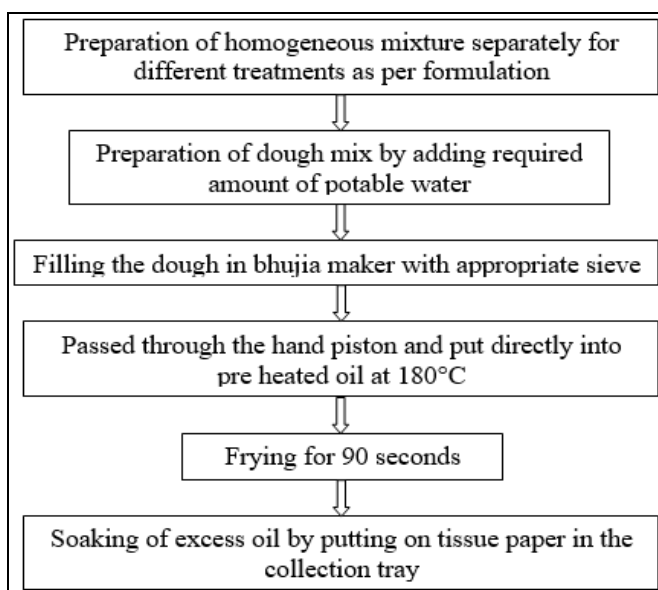 Preparation of homogeneous mixture separately for
different treatments as per formulation
Preparation of dough mix by adding required
amount of potable water
Filling the dough in bhujia maker with appropriate sieve
Passed through the hand piston and put directly into
pre heated oil at 180°C
Frying for 90 seconds
Soaking of excess oil by putting on tissue paper in the
collection tray